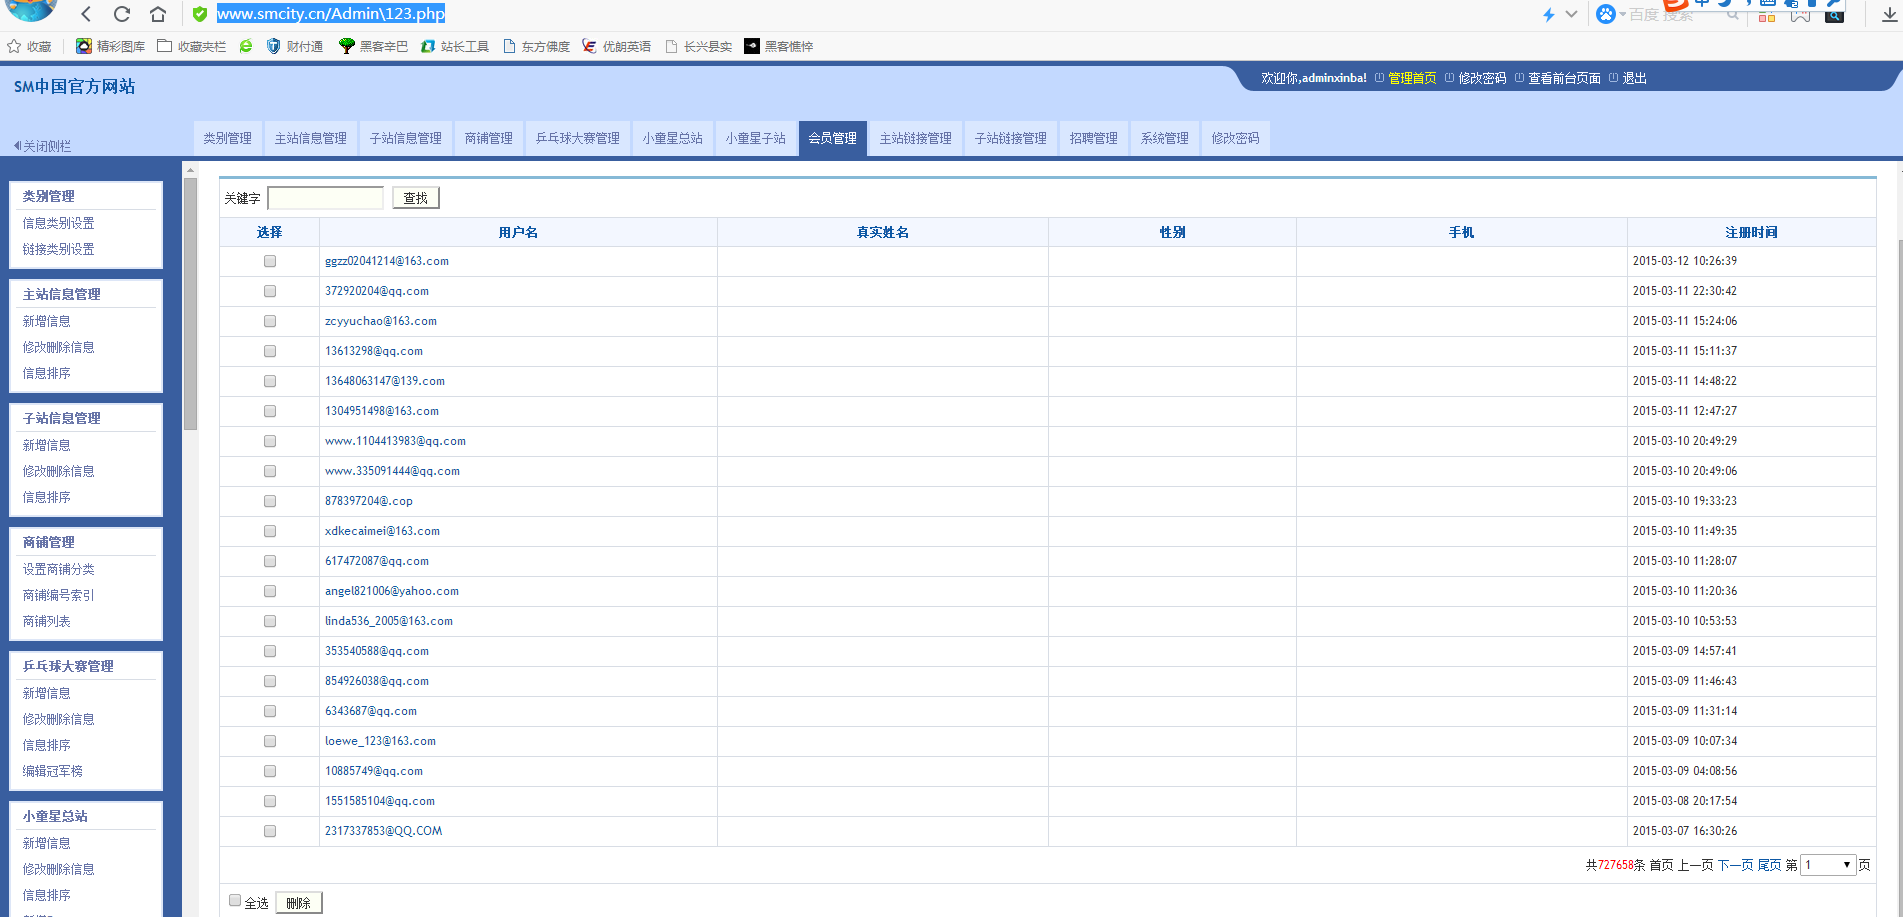 www.smcity.cn/Admin\123.php
百度 搜索
收藏 精彩图库 收藏夹栏 财付通 黑客辛巴 站长工具 东方佛度 优朗英语 长兴县实 黑客憔悴
SM中国官方网站
欢迎你,adminxinba! 管理首页 修改密码 查看前台页面 退出
关闭侧栏
类别管理 主站信息管理 子站信息管理 商铺管理 乒乓球大赛管理 小童星总站 小童星子站 会员管理 主站链接管理 子站链接管理 招聘管理 系统管理 修改密码
类别管理
信息类别设置
链接类别设置
主站信息管理
新增信息
修改删除信息
信息排序
子站信息管理
新增信息
修改删除信息
信息排序
商铺管理
设置商铺分类
商铺编号索引
商铺列表
乒乓球大赛管理
新增信息
修改删除信息
信息排序
编辑冠军榜
小童星总站
新增信息
修改删除信息
信息排序
关键字 查找
选择 用户名 真实姓名 性别 手机 注册时间
ggzz02041214@163.com 2015-03-12 10:26:39
372920204@qq.com 2015-03-11 22:30:42
zcyyuchao@163.com 2015-03-11 15:24:06
13613298@qq.com 2015-03-11 15:11:37
13648063147@139.com 2015-03-11 14:48:22
1304951498@163.com 2015-03-11 12:47:27
www.1104413983@qq.com 2015-03-10 20:49:29
www.335091444@qq.com 2015-03-10 20:49:06
878397204@.cop 2015-03-10 19:33:23
xdkecaimei@163.com 2015-03-10 11:49:35
617472087@qq.com 2015-03-10 11:28:07
angel821006@yahoo.com 2015-03-10 11:20:36
linda536_2005@163.com 2015-03-10 10:53:53
353540588@qq.com 2015-03-09 14:57:41
854926038@qq.com 2015-03-09 11:46:43
6343687@qq.com 2015-03-09 11:31:14
loewe_123@163.com 2015-03-09 10:07:34
10885749@qq.com 2015-03-09 04:08:56
1551585104@qq.com 2015-03-08 20:17:54
2317337853@QQ.COM 2015-03-07 16:30:26
共727658条 首页 上一页 下一页 尾页 第 1 页
全选 删除